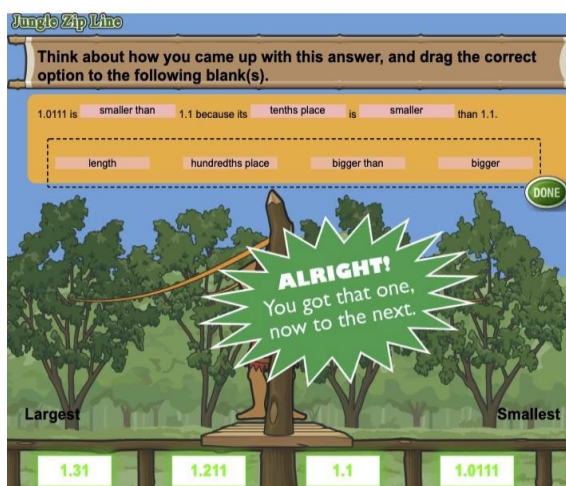 Jungle Zip Line
Think about how you came up with this answer, and drag the correct
option to the following blank(s).
1.0111 is smaller than 1.1 because its tenths place is smaller than 1.1.
length hundredths place bigger than bigger
DONE
ALRIGHT!
You got that one,
now to the next.
Largest Smallest
1.31 1.211 1.1 1.0111